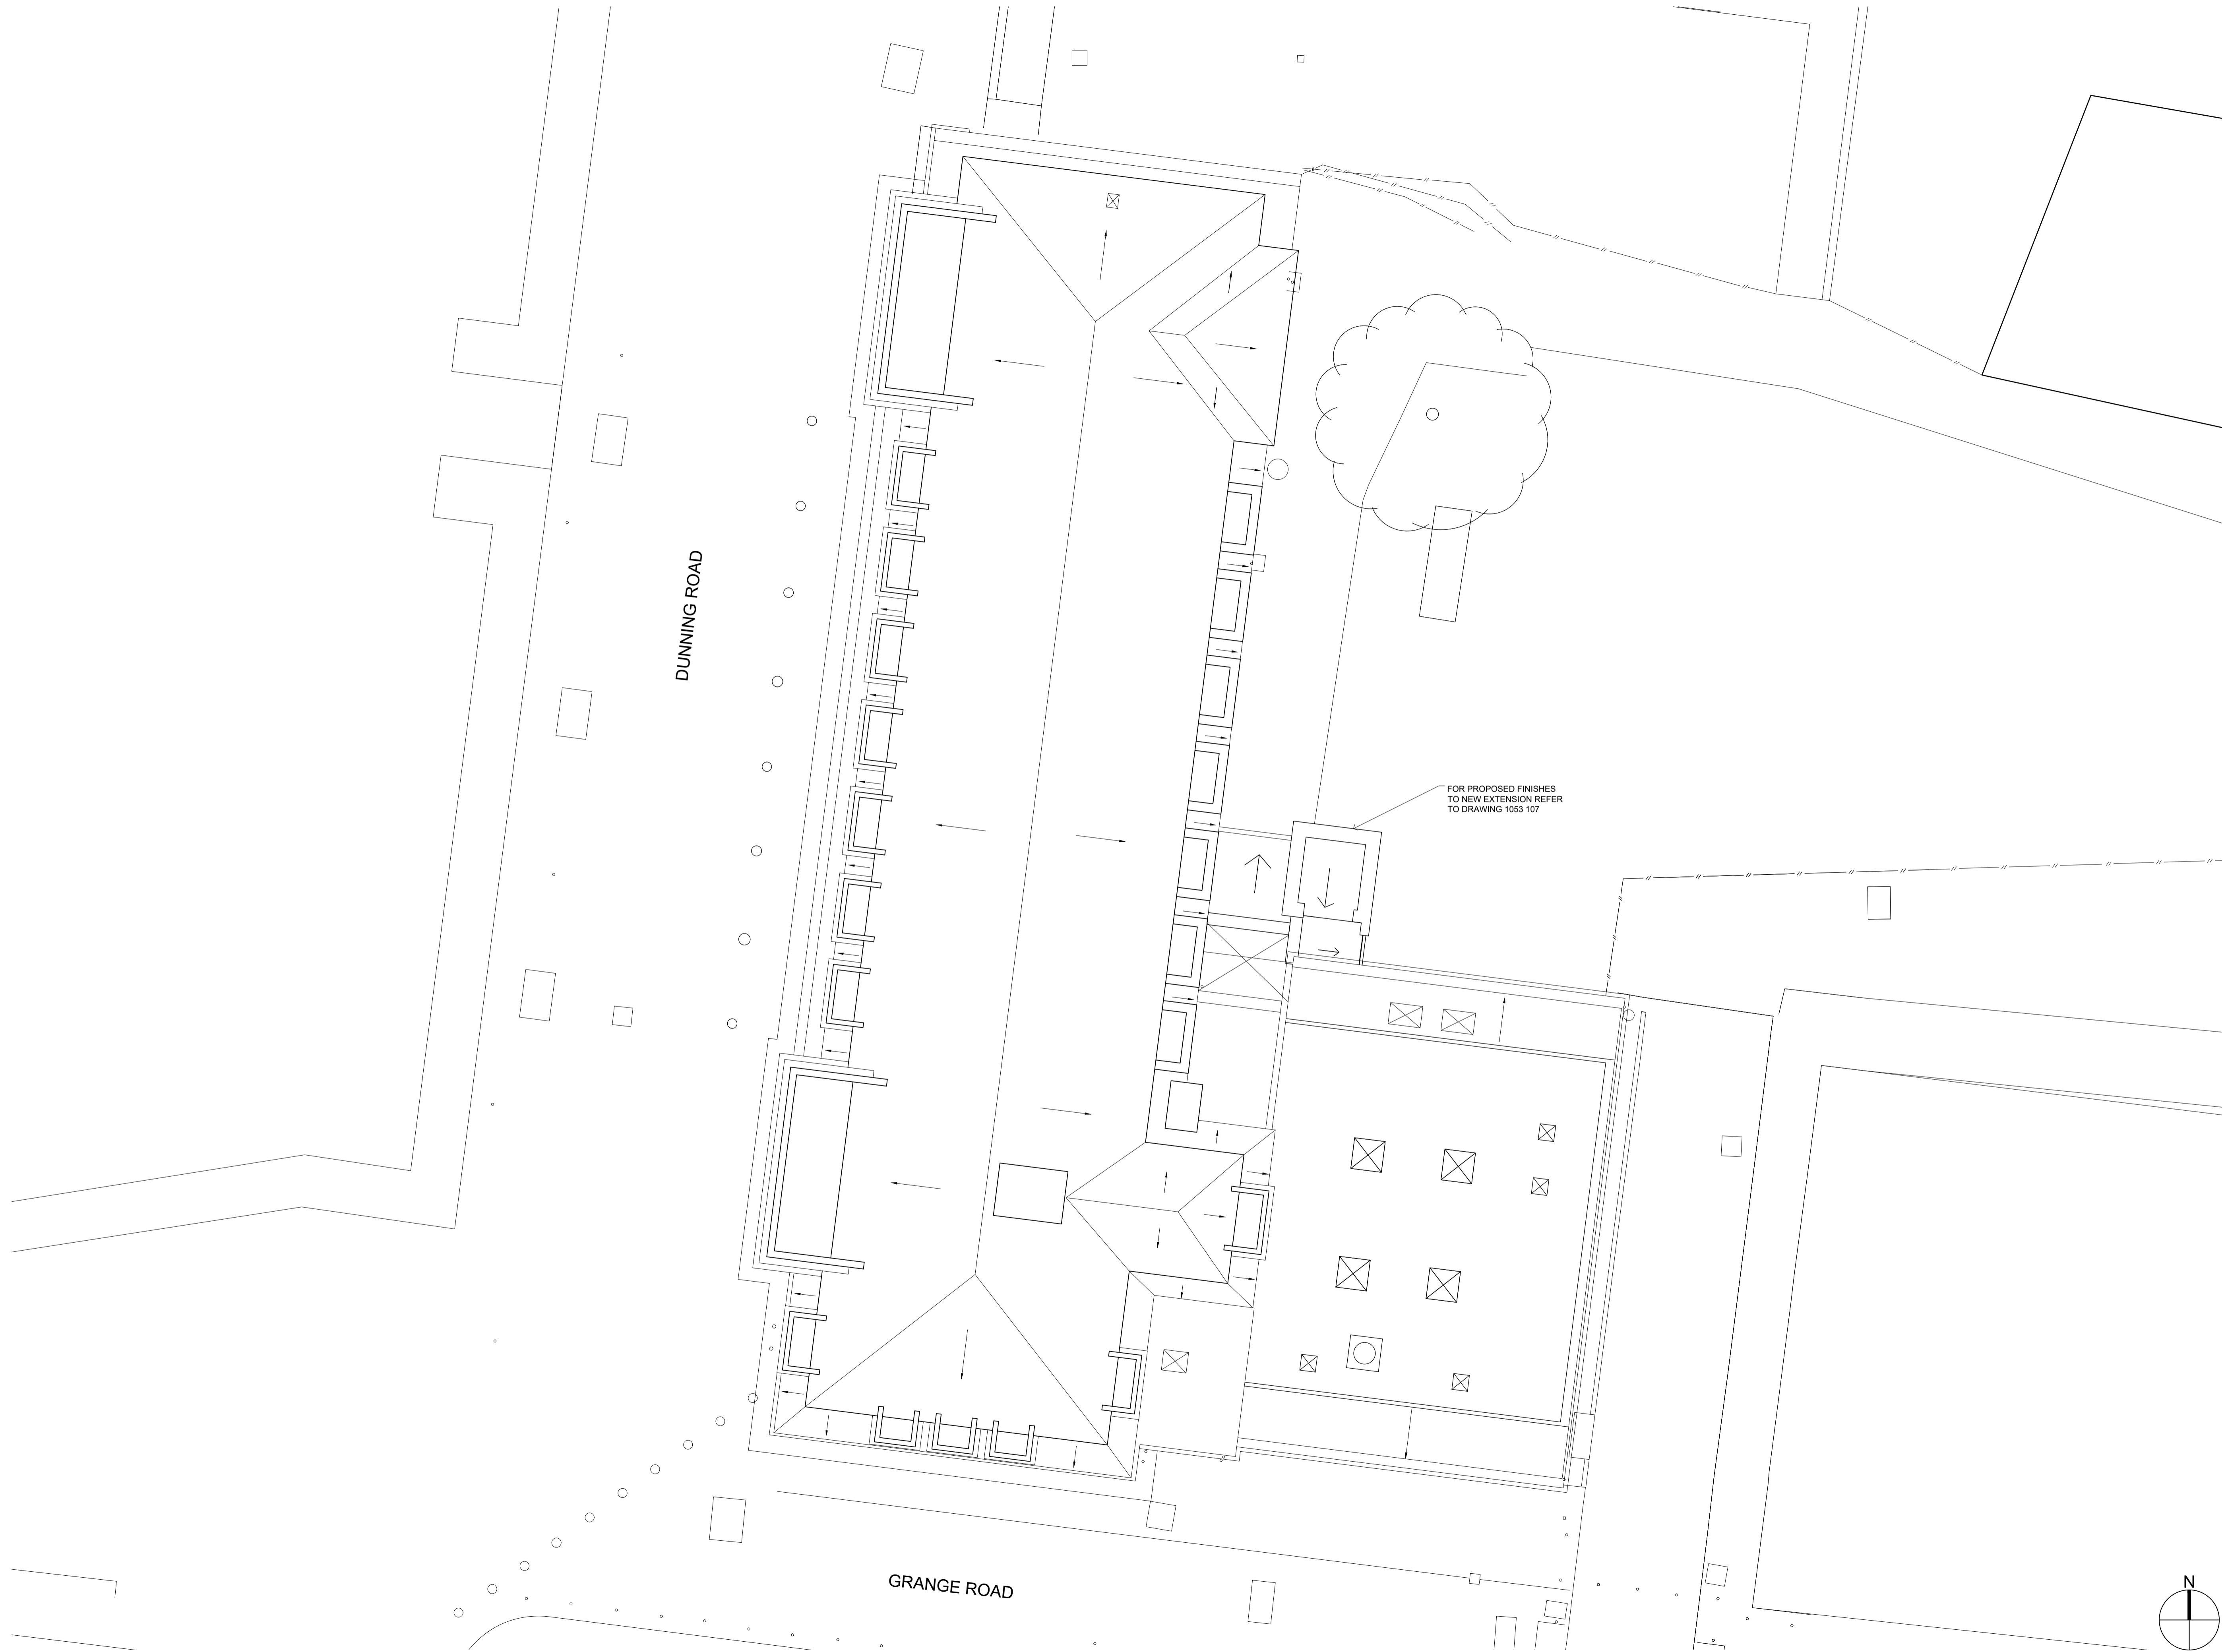 DUNNING ROAD
FOR PROPOSED FINISHES
TO NEW EXTENSION REFER
TO DRAWING 1053 107
GRANGE ROAD
N